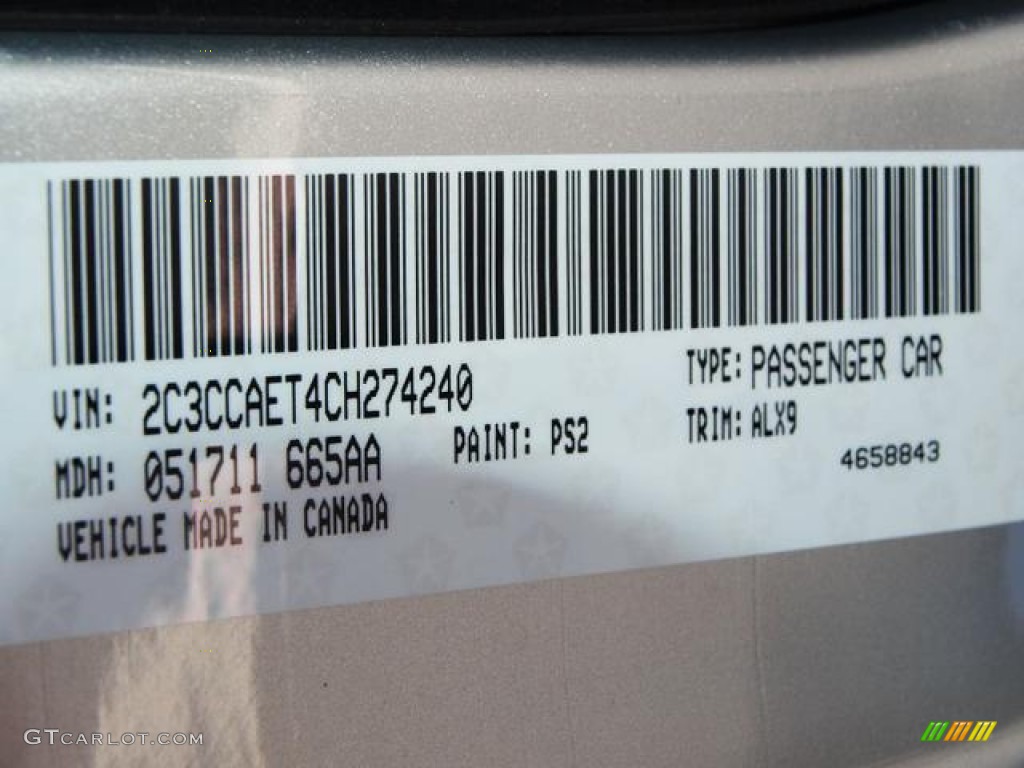 VIN: 2C3CCAET4CH274240 TYPE: PASSENGER CAR
MDH: 051711 665AA PAINT: PS2 TRIM: ALX9
VEHICLE MADE IN CANADA 4658843
GTCARLOT.COM